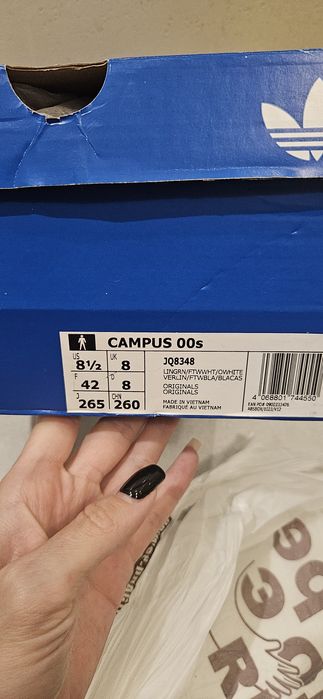 CAMPUS 00s
US 8½ UK 8
F 42 D 8
J 265 CHN 260
JQ8348
LINGRN/FTWWHT/OWHITE
VERLIN/FTWBLA/BLACAS
ORIGINALS
ORIGINALS
MADE IN VIETNAM
FABRIQUÉ AU VIETNAM
4 068801 744550